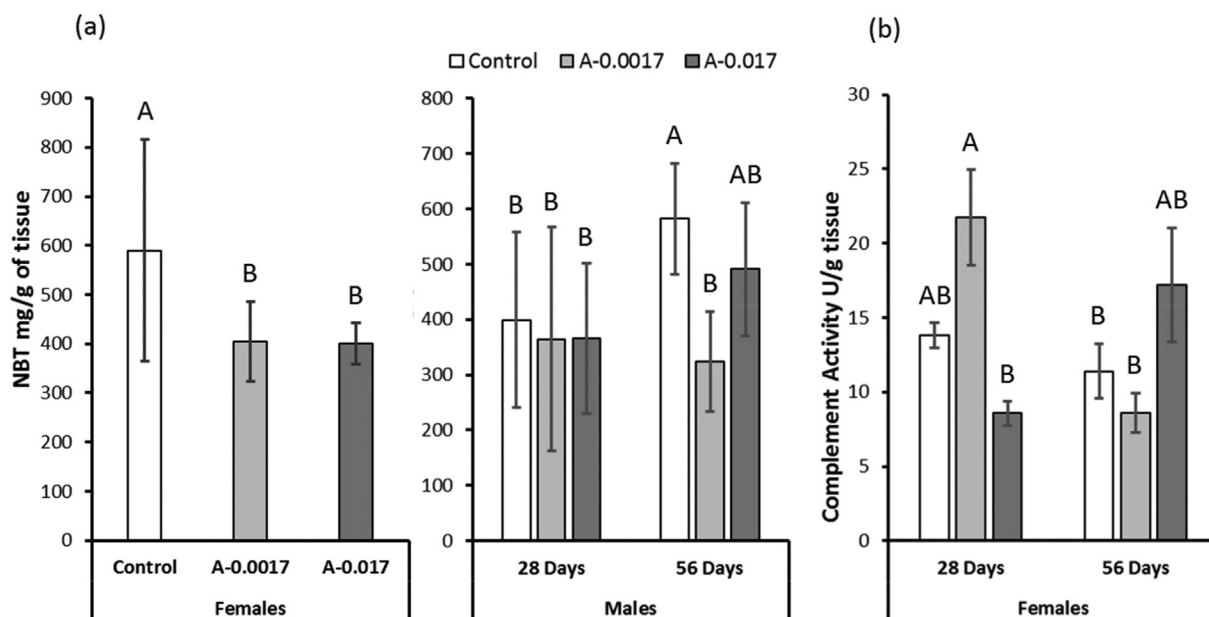 (a)
(b)
Control A-0.0017 A-0.017
NBT mg/g of tissue
900
800
700
600
500
400
300
200
100
0
A
B
B
Control A-0.0017 A-0.017
Females
800
700
600
500
400
300
200
100
0
B
B
B
A
B
AB
28 Days 56 Days
Males
Complement Activity U/g tissue
30
25
20
15
10
5
0
AB
A
B
B
B
AB
28 Days 56 Days
Females